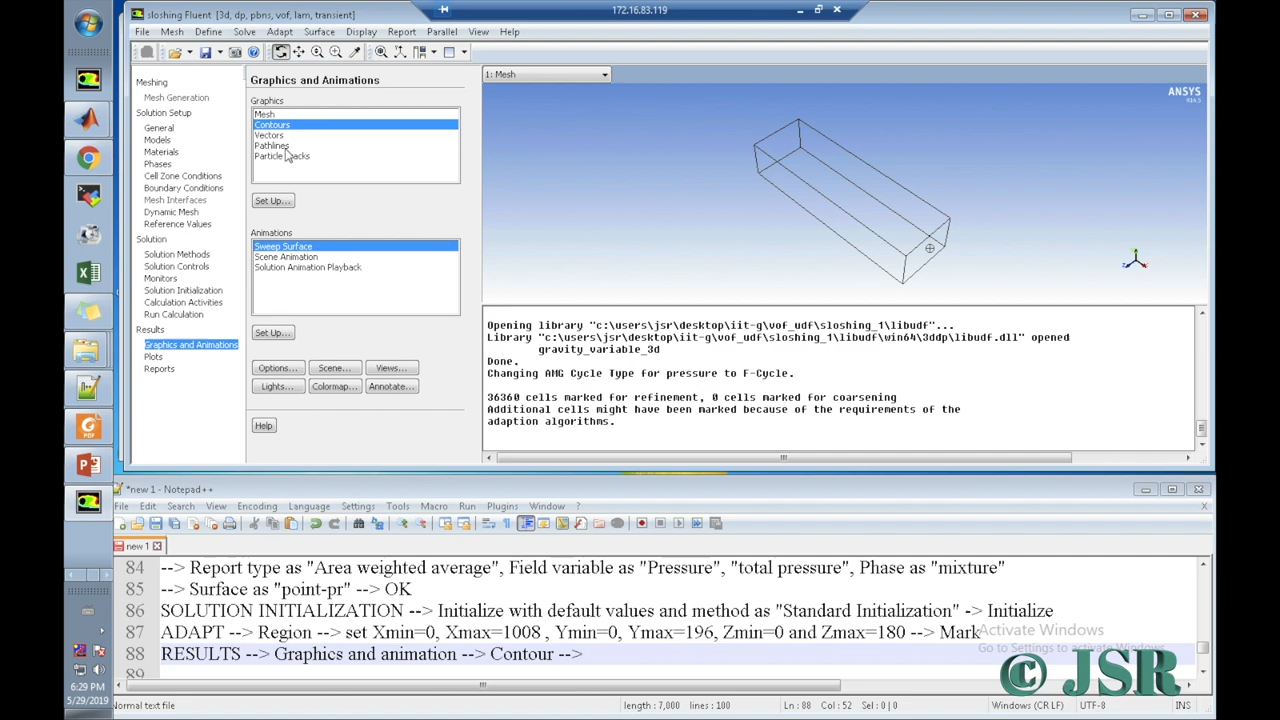 172.16.83.119
sloshing Fluent [3d, dp, pbns, vof, lam, transient]
File Mesh Define Solve Adapt Surface Display Report Parallel View Help
Meshing
Mesh Generation
Solution Setup
General
Models
Materials
Phases
Cell Zone Conditions
Boundary Conditions
Mesh Interfaces
Dynamic Mesh
Reference Values
Solution
Solution Methods
Solution Controls
Monitors
Solution Initialization
Calculation Activities
Run Calculation
Results
Graphics and Animations
Plots
Reports
Graphics and Animations
Graphics
Mesh
Contours
Vectors
Pathlines
Particle
Set Up...
Animations
Sweep Surface
Scene Animation
Solution Animation Playback
Set Up...
Options... Scene... Views...
Lights... Colormap... Annotate...
Help
1: Mesh
ANSYS
Opening library "c:\users\jsr\desktop\iit-g\vof_udf\sloshing_1\libudf"...
Library "c:\users\jsr\desktop\iit-g\vof_udf\sloshing_1\libudf\win64\3ddp\libudf.dll" opened
gravity_variable_3d
Done.
Changing AMG Cycle Type for pressure to F-Cycle.
36360 cells marked for refinement, 0 cells marked for coarsening
Additional cells might have been marked because of the requirements of the
adaption algorithms.
*new 1 - Notepad++
File Edit Search View Encoding Language Settings Tools Macro Run Plugins Window ?
new 1
84 --> Report type as "Area weighted average", Field variable as "Pressure", "total pressure", Phase as "mixture"
85 --> Surface as "point-pr" --> OK
86 SOLUTION INITIALIZATION --> Initialize with default values and method as "Standard Initialization" -> Initialize
87 ADAPT --> Region --> set Xmin=0, Xmax=1008 , Ymin=0, Ymax=196, Zmin=0 and Zmax=180 --> Mark
88 RESULTS --> Graphics and animation --> Contour -->
89
Activate Windows
Go to Settings to activate Windows.
© JSR
Normal text file length : 7,000 lines : 100 Ln : 88 Col : 52 Sel : 0 | 0 Windows (CR LF) UTF-8 INS
6:29 PM
5/29/2019